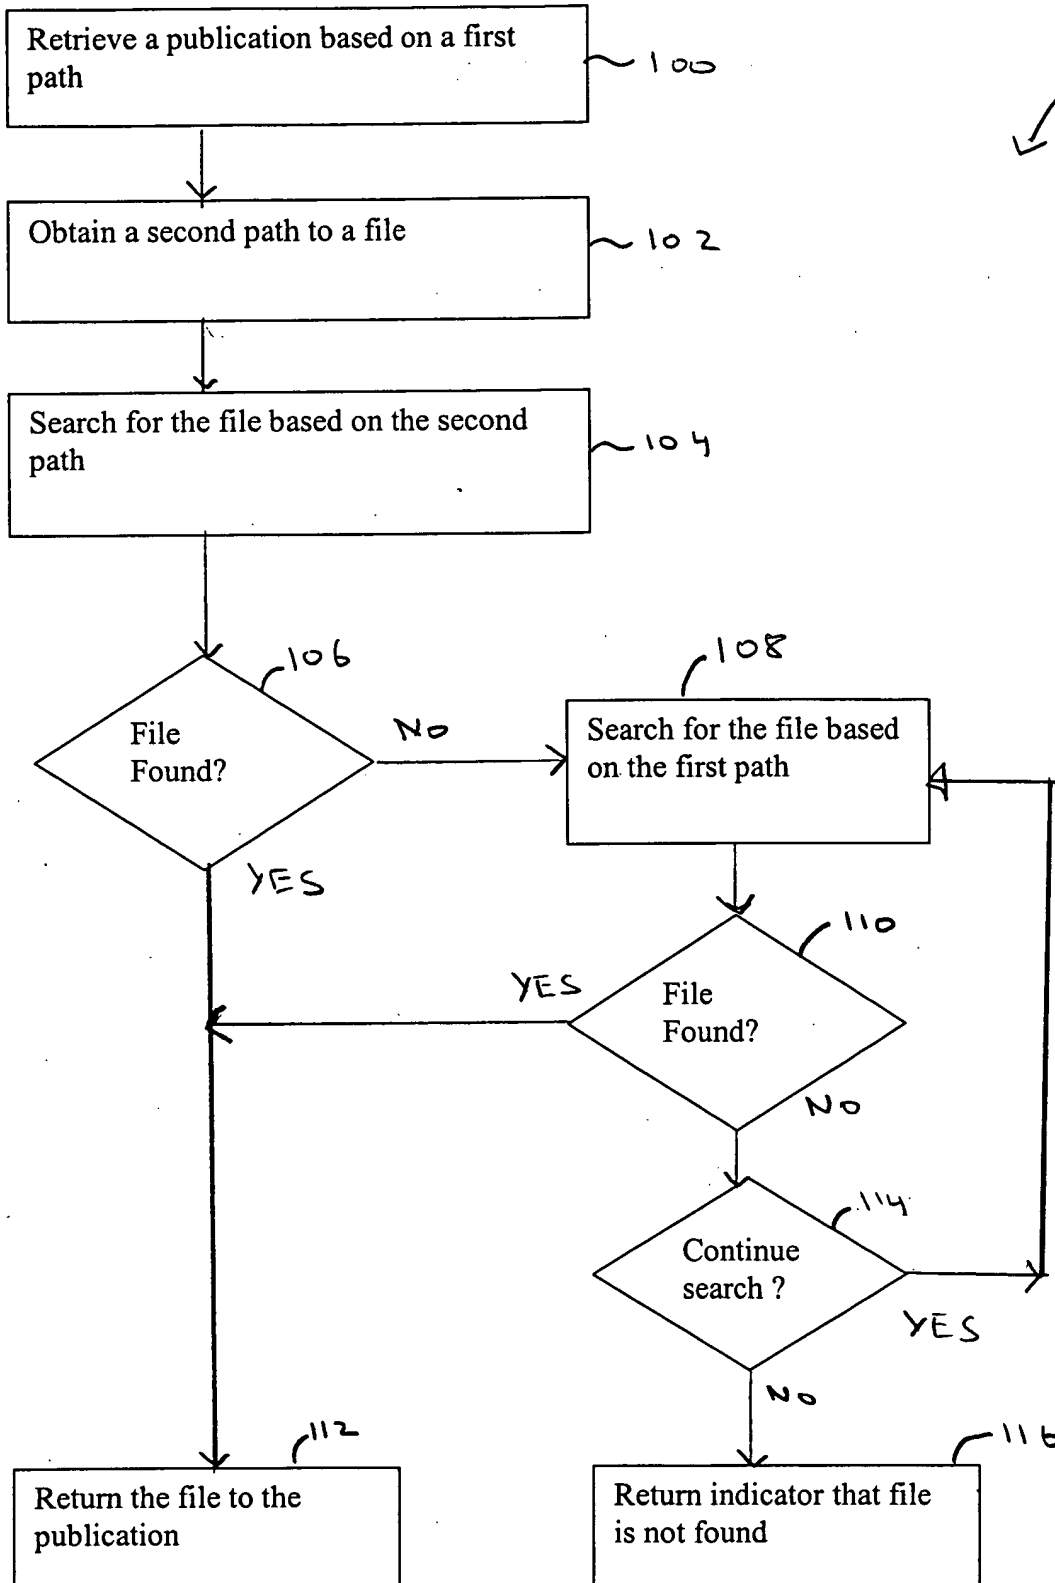 Retrieve a publication based on a first
path
100
Obtain a second path to a file
102
Search for the file based on the second
path
104
106
File
Found?
NO
YES
108
Search for the file based
on the first path
110
File
Found?
YES
NO
114
Continue
search ?
YES
NO
112
Return the file to the
publication
116
Return indicator that file
is not found